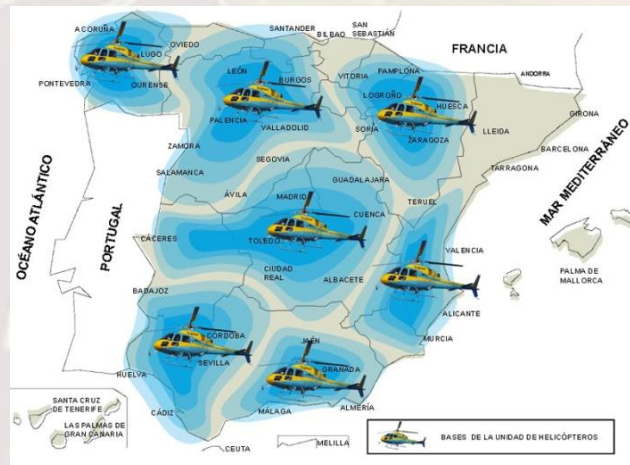 SAN
SEBASTIÁN
SANTANDER
BILBAO
A CORUÑA
OVIEDO
LUGO
FRANCIA
PONTEVEDRA
OURENSE
LEÓN
BURGOS
VITORIA
PAMPLONA
ANDORRA
LOGROÑO
HUESCA
GIRONA
PALENCIA
VALLADOLID
SORIA
ZARAGOZA
LLEIDA
BARCELONA
ZAMORA
TARRAGONA
SALAMANCA
SEGOVIA
GUADALAJARA
ÁVILA
MADRID
CUENCA
TERUEL
MAR MEDITERRÁNEO
OCÉANO ATLÁNTICO
PORTUGAL
CÁCERES
TOLEDO
VALENCIA
PALMA DE
MALLORCA
CIUDAD
REAL
ALBACETE
BADAJOZ
ALICANTE
MURCIA
CÓRDOBA
JAÉN
SEVILLA
GRANADA
HUELVA
CÁDIZ
MÁLAGA
ALMERÍA
SANTA CRUZ
DE TENERIFE
LAS PALMAS DE
GRAN CANARIA
CEUTA
MELILLA
BASES DE LA UNIDAD DE HELICÓPTEROS